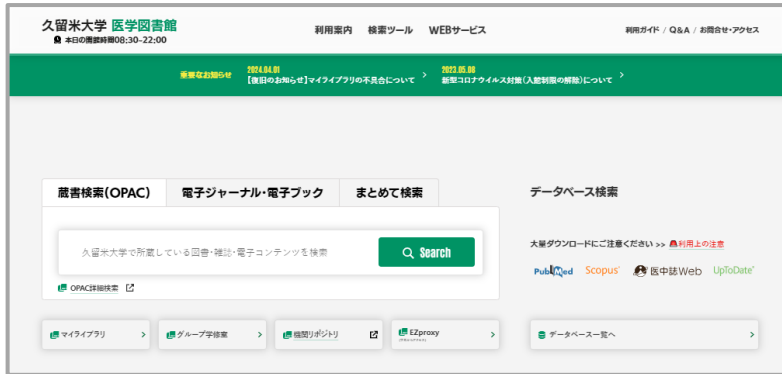 久留米大学 医学図書館
本日の開館時間08:30-22:00
利用案内 検索ツール WEBサービス
利用ガイド / Q&A / お問合せ・アクセス
重要なお知らせ
2024.04.01
【復旧のお知らせ】マイライブラリの不具合について
2023.05.08
新型コロナウイルス対策(入館制限の解除)について
蔵書検索(OPAC) 電子ジャーナル・電子ブック まとめて検索
久留米大学で所蔵している図書・雑誌・電子コンテンツを検索
Search
OPAC詳細検索
データベース検索
大量ダウンロードにご注意ください >> 利用上の注意
PubMed Scopus 医中誌Web UpToDate
マイライブラリ グループ学修室 機関リポジトリ EZproxy
データベース一覧へ